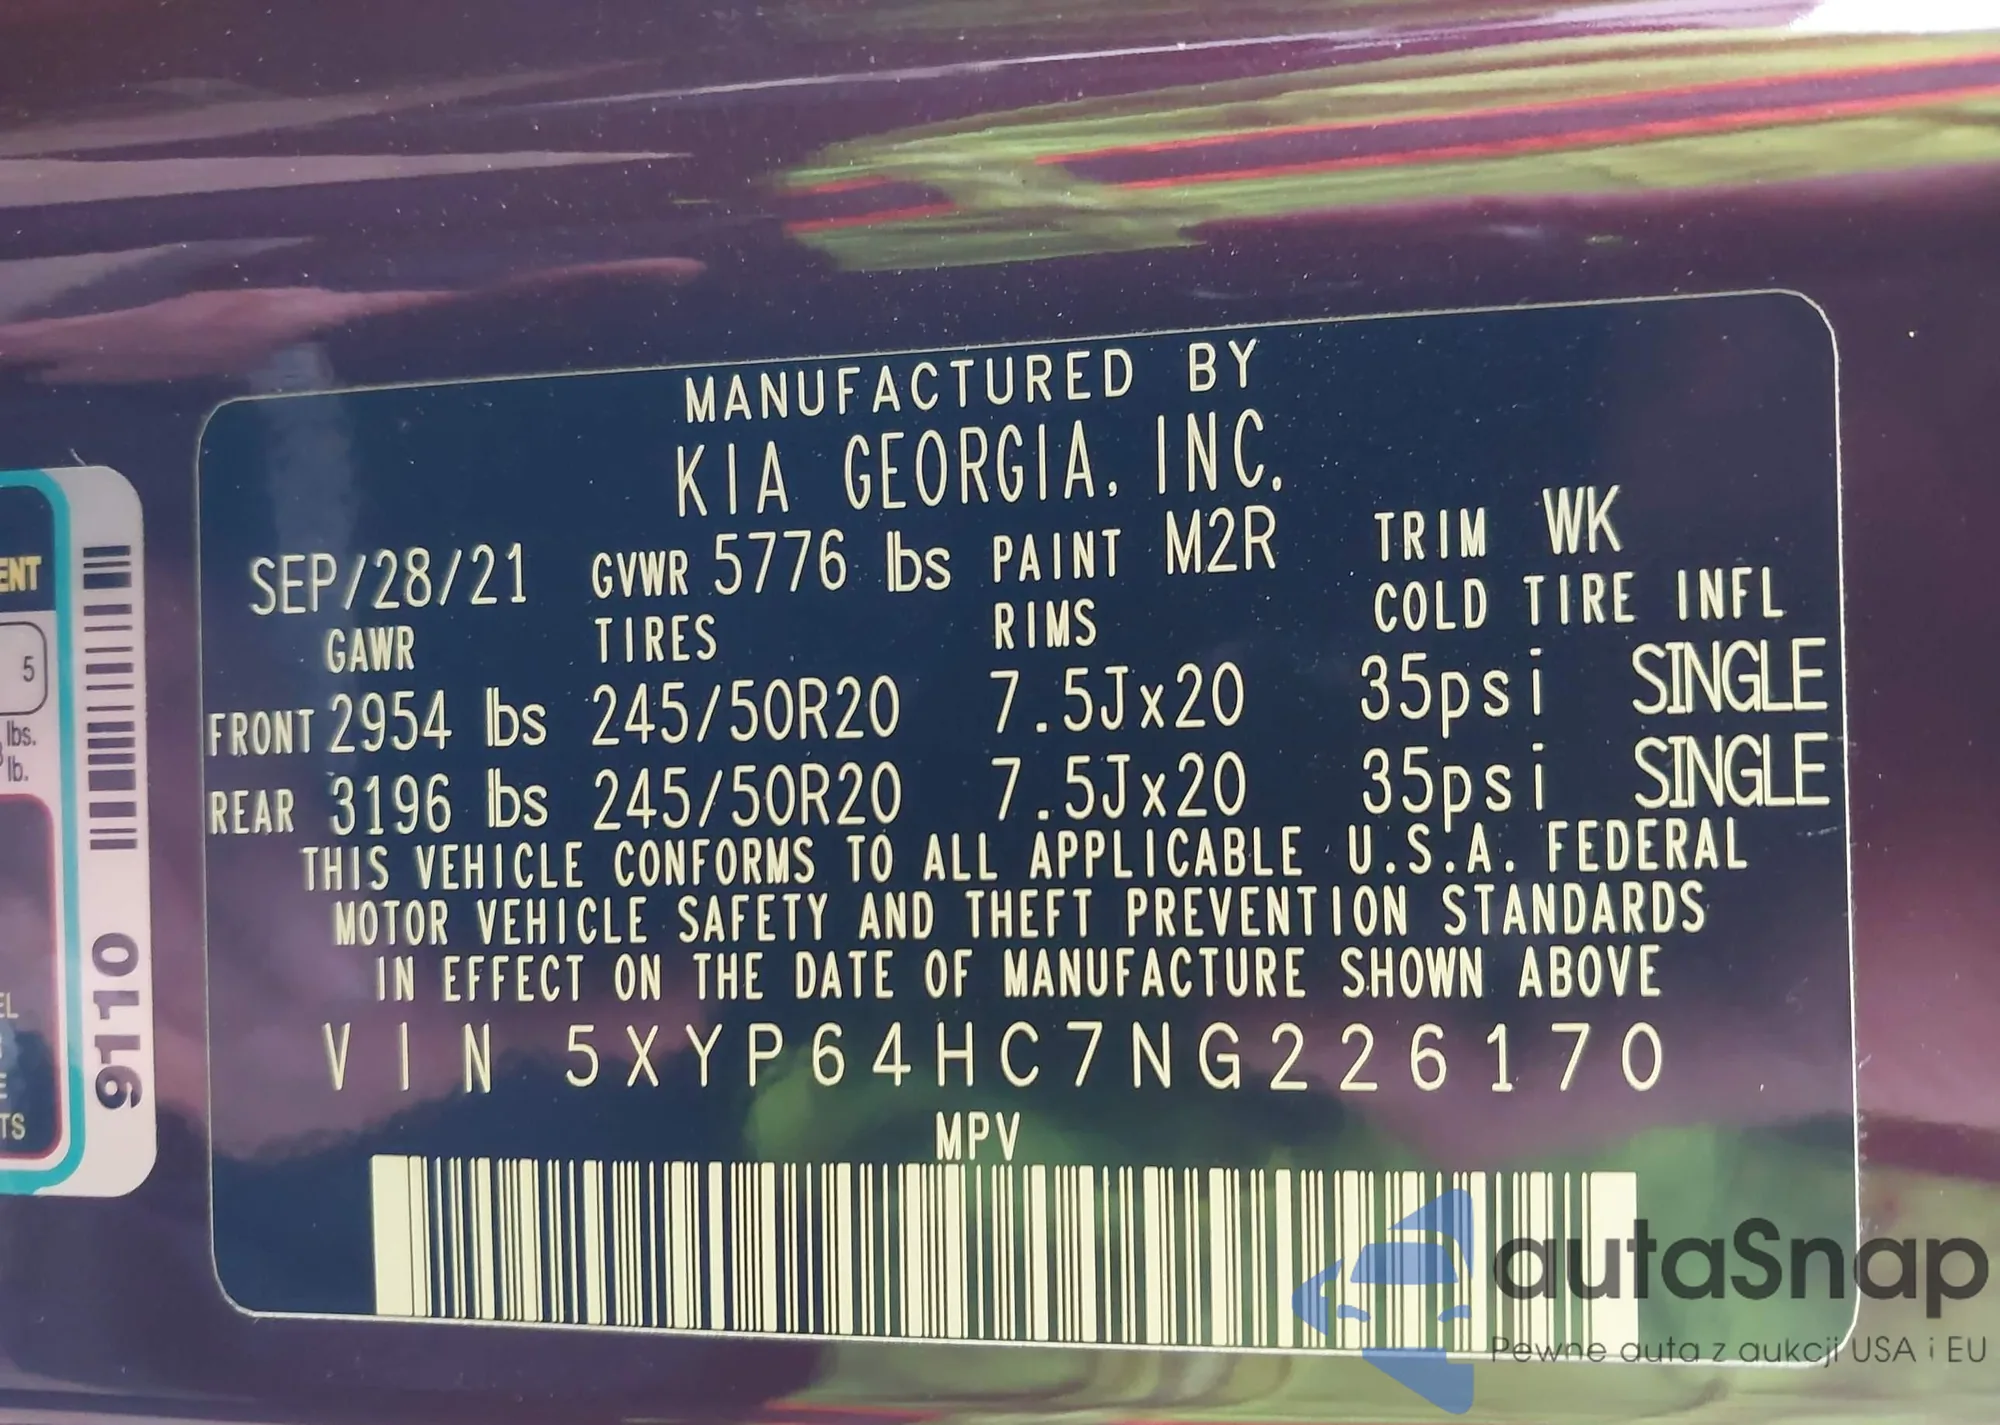 MANUFACTURED BY
KIA GEORGIA, INC.
SEP/28/21 GVWR 5776 lbs PAINT M2R TRIM WK
GAWR TIRES RIMS COLD TIRE INFL
FRONT 2954 lbs 245/50R20 7.5Jx20 35psi SINGLE
REAR 3196 lbs 245/50R20 7.5Jx20 35psi SINGLE
THIS VEHICLE CONFORMS TO ALL APPLICABLE U.S.A. FEDERAL
MOTOR VEHICLE SAFETY AND THEFT PREVENTION STANDARDS
IN EFFECT ON THE DATE OF MANUFACTURE SHOWN ABOVE
VIN 5XYP64HC7NG226170
MPV
5
lbs.
lb.
9110
autaSnap
Pewne auta z aukcji USA i EU